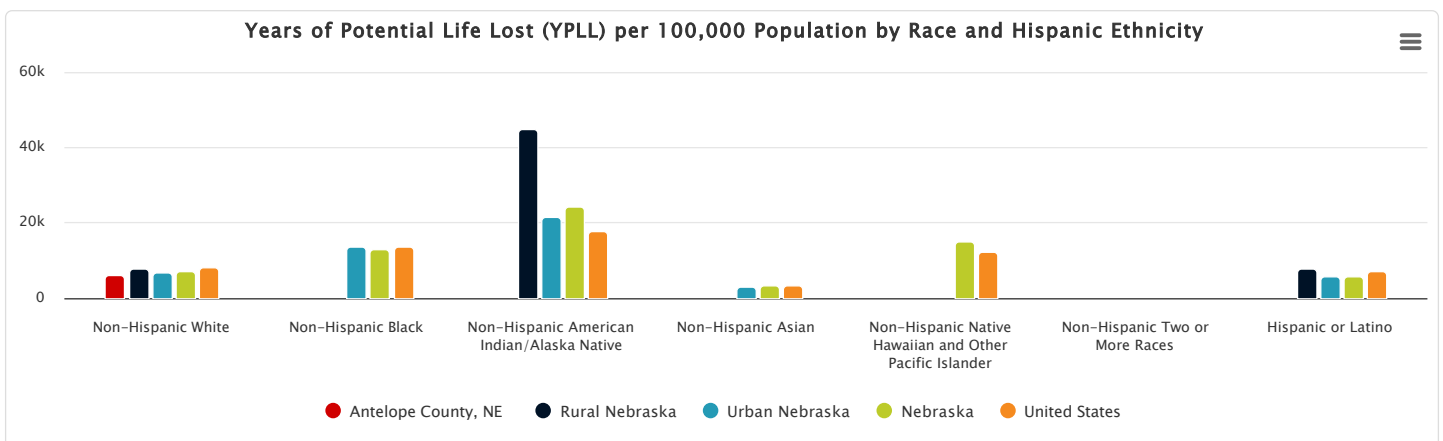 Years of Potential Life Lost (YPLL) per 100,000 Population by Race and Hispanic Ethnicity
60k
40k
20k
0
Non-Hispanic White
Non-Hispanic Black
Non-Hispanic American
Indian/Alaska Native
Non-Hispanic Asian
Non-Hispanic Native
Hawaiian and Other
Pacific Islander
Non-Hispanic Two or
More Races
Hispanic or Latino
Antelope County, NE
Rural Nebraska
Urban Nebraska
Nebraska
United States